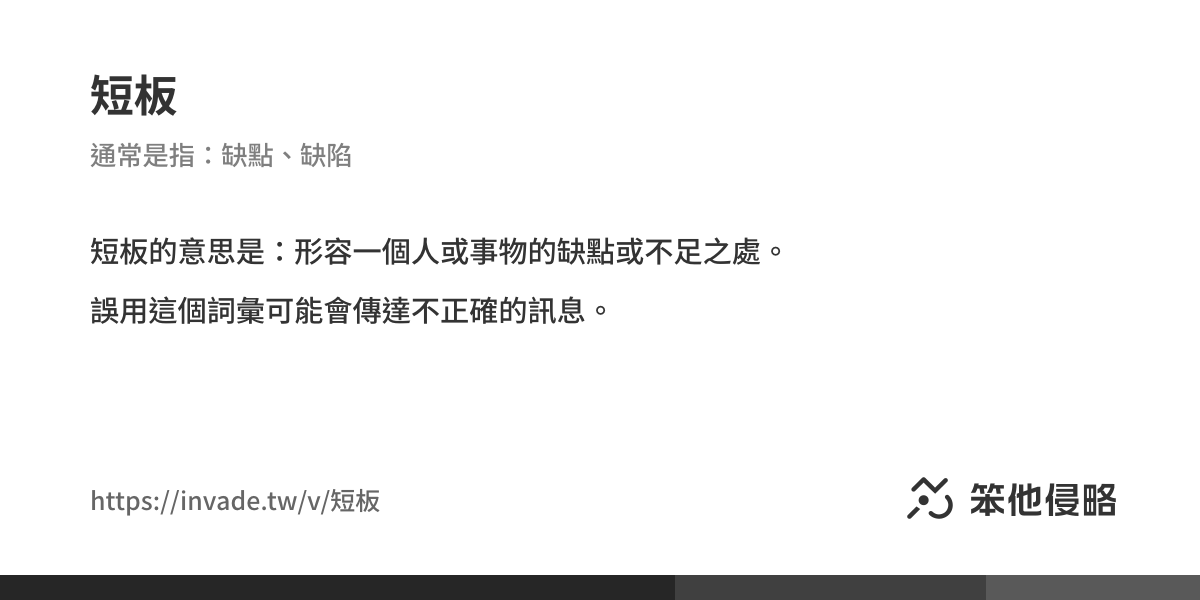 短板
通常是指：缺點、缺陷
短板的意思是：形容一個人或事物的缺點或不足之處。
誤用這個詞彙可能會傳達不正確的訊息。
https://invade.tw/v/短板
笨他侵略